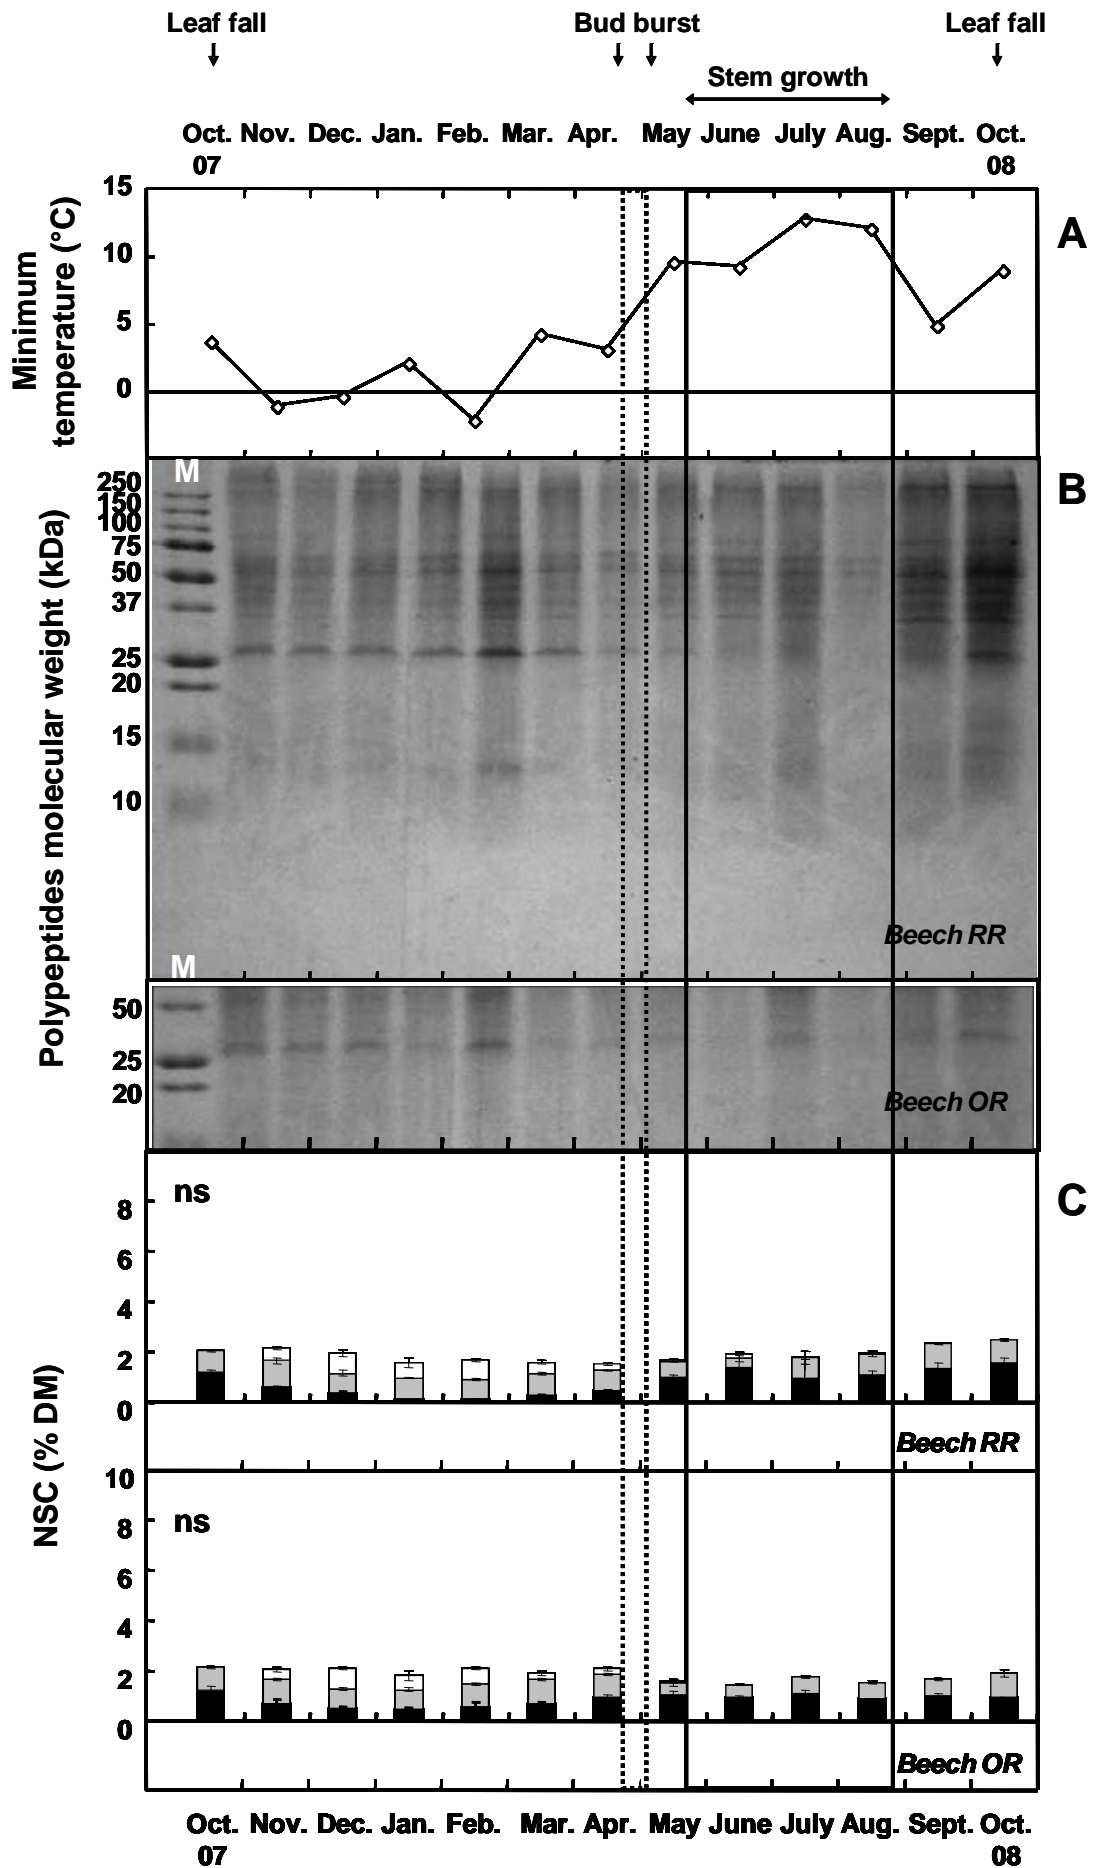 Leaf fall Bud burst Leaf fall
Stem growth
Oct. Nov. Dec. Jan. Feb. Mar. Apr. May June July Aug. Sept. Oct.
07 08
Minimum
temperature (°C)
15
10
5
0
A
Polypeptides molecular weight (kDa)
M
250
150
100
75
50
37
25
20
15
10
B
Beech RR
M
50
25
20
Beech OR
NSC (% DM)
ns
C
8
6
4
2
0
Beech RR
10
ns
8
6
4
2
0
Beech OR
Oct. Nov. Dec. Jan. Feb. Mar. Apr. May June July Aug. Sept. Oct.
07 08